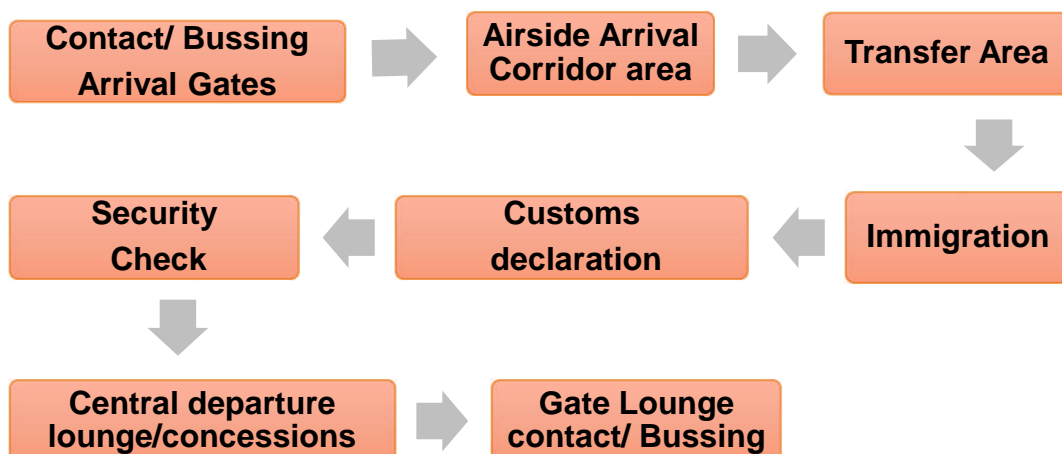 Contact/ Bussing
Arrival Gates
Airside Arrival
Corridor area
Transfer Area
Immigration
Customs
declaration
Security
Check
Central departure
lounge/concessions
Gate Lounge
contact/ Bussing